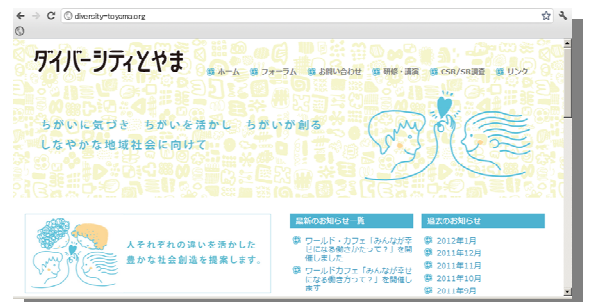 diversity-toyama.org
ダイバーシティとやま
ホーム フォーラム お問い合わせ 研修・講演 CSR/SR調査 リンク
ちがいに気づき ちがいを活かし ちがいが創る
しなやかな地域社会に向けて
人それぞれの違いを活かした
豊かな社会創造を提案します。
最新のお知らせ一覧
ワールド・カフェ「みんなが幸
せになる働きかたって？」を開
催しました
ワールドカフェ「みんなが幸せ
になる働き方って？」を開催し
ます
過去のお知らせ
2012年1月
2011年12月
2011年11月
2011年10月
2011年9月